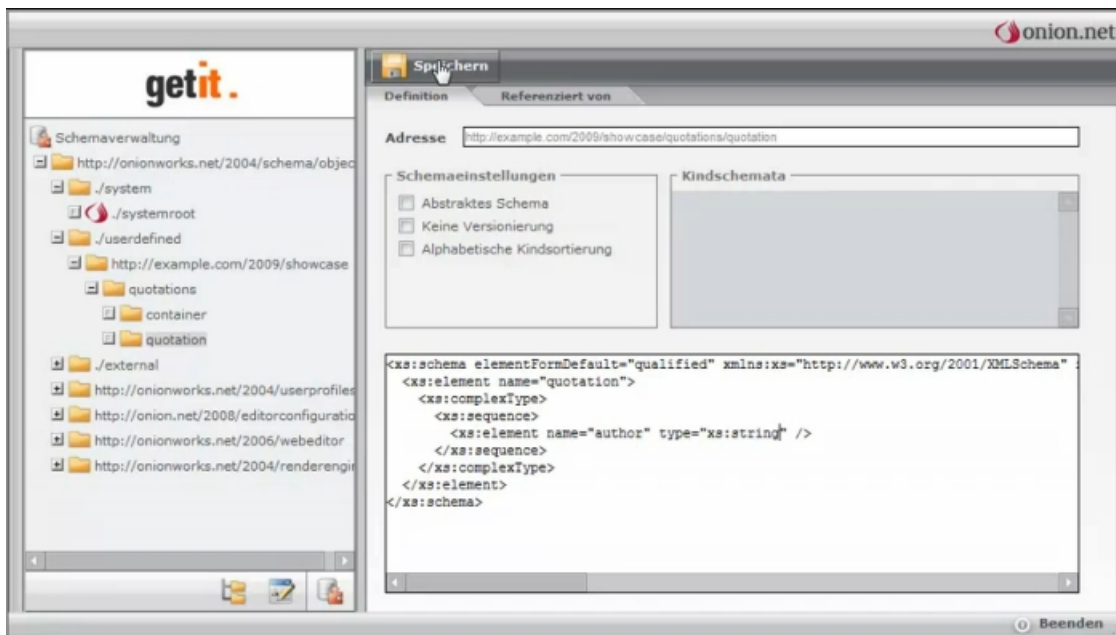 onion.net
getit.
Speichern
Definition
Referenziert von
Schemaverwaltung
http://onionworks.net/2004/schema/objec
./system
./systemroot
./userdefined
http://example.com/2009/showcase
quotations
container
quotation
./external
http://onionworks.net/2004/userprofiles
http://onion.net/2008/editorconfiguratio
http://onionworks.net/2006/webeditor
http://onionworks.net/2004/renderengin
Adresse
http://example.com/2009/showcase/quotations/quotation
Schemaeinstellungen
Abstraktes Schema
Keine Versionierung
Alphabetische Kindsortierung
Kindschemata
<xs:schema elementFormDefault="qualified" xmlns:xs="http://www.w3.org/2001/XMLSchema"
<xs:element name="quotation">
<xs:complexType>
<xs:sequence>
<xs:element name="author" type="xs:string" />
</xs:sequence>
</xs:complexType>
</xs:element>
</xs:schema>
Beenden